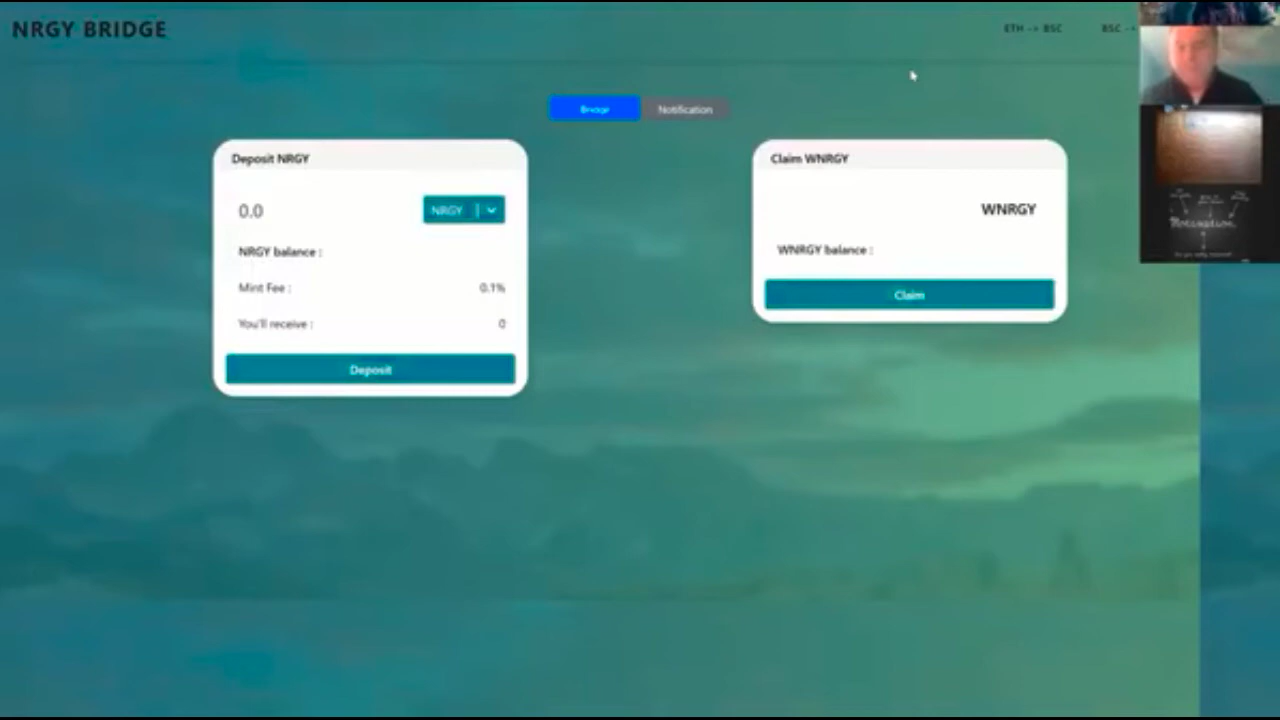 NRGY BRIDGE
ETH -> BSC
BSC ->
Bridge
Notification
Deposit NRGY
0.0
NRGY
NRGY balance :
Mint Fee :
0.1%
You'll receive :
0
Deposit
Claim WNRGY
WNRGY
WNRGY balance :
Claim
Motivation